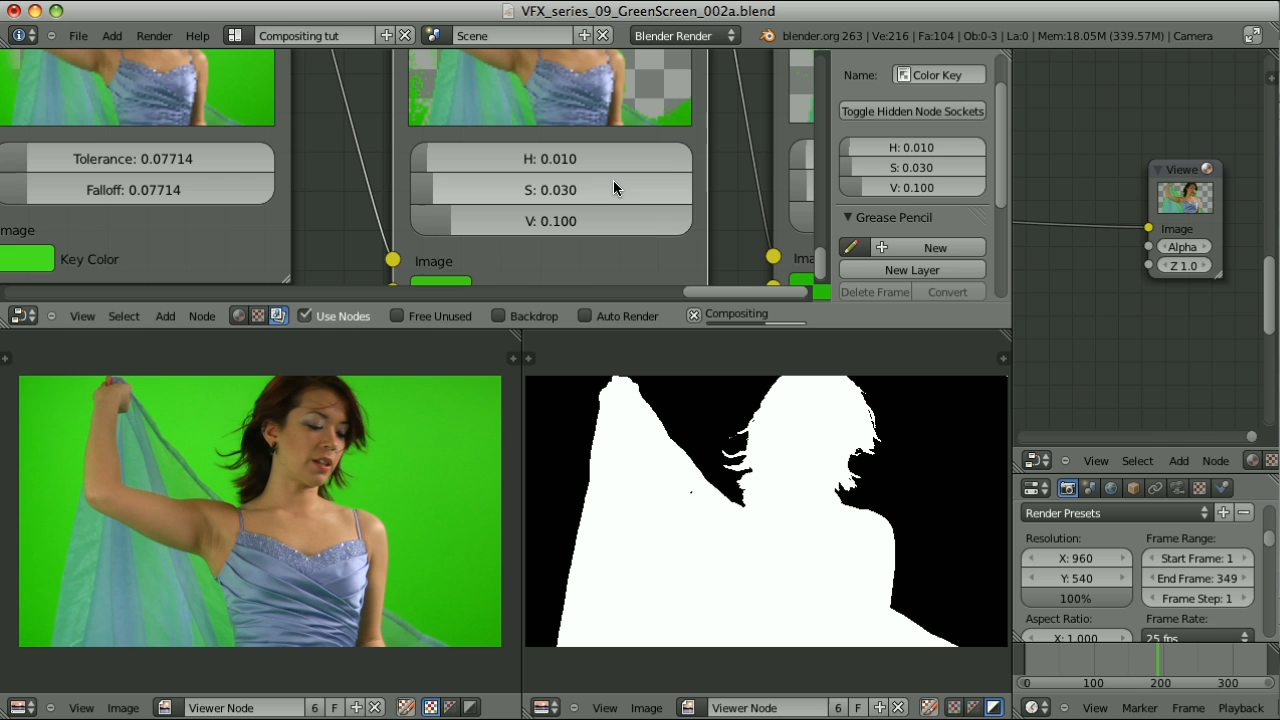 VFX_series_09_GreenScreen_002a.blend
File Add Render Help Compositing tut Scene Blender Render blender.org 263 | Ve:216 | Fa:104 | Ob:0-3 | La:0 | Mem:18.05M (339.57M) | Camera
Name: Color Key
Toggle Hidden Node Sockets
H: 0.010
S: 0.030
V: 0.100
Grease Pencil
New
New Layer
Delete Frame Convert
Tolerance: 0.07714
Falloff: 0.07714
mage
Key Color
H: 0.010
S: 0.030
V: 0.100
Image
Ima
Viewe
Image
Alpha
Z 1.0
View Select Add Node Use Nodes Free Unused Backdrop Auto Render Compositing
View Select Add Node
Render Presets
Resolution: Frame Range:
X: 960 Start Frame: 1
Y: 540 End Frame: 349
100% Frame Step: 1
Aspect Ratio: Frame Rate:
X: 1.000 25 fps
0 100 200 300
View Image Viewer Node 6 F
View Image Viewer Node 6 F
View Marker Frame Playback